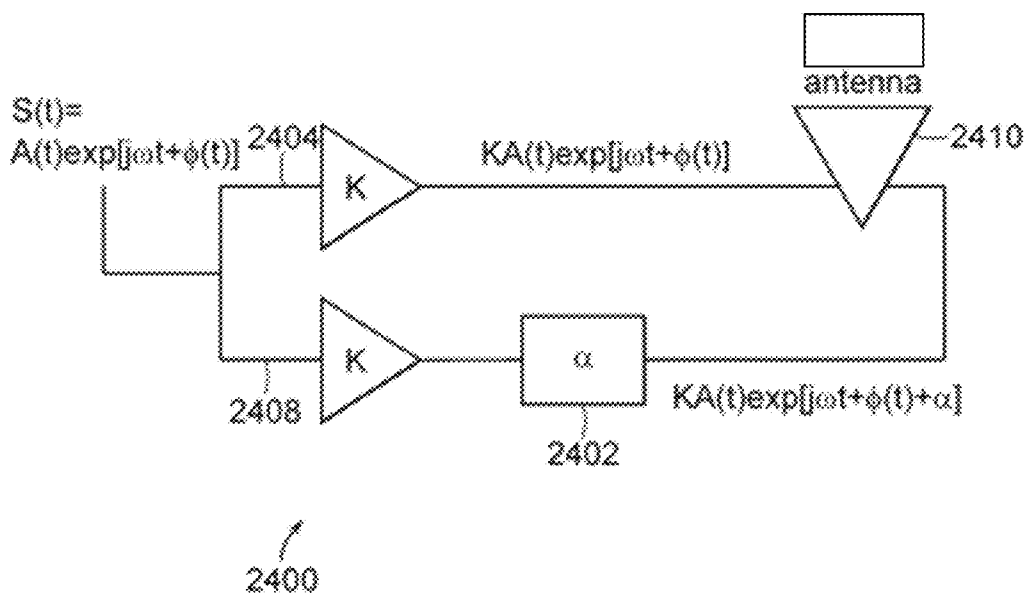 antenna
S(t)=
A(t)exp[jωt+ϕ(t)]
2404
K
KA(t)exp[jωt+ϕ(t)]
2410
K
α
2408
2402
KA(t)exp[jωt+ϕ(t)+α]
2400